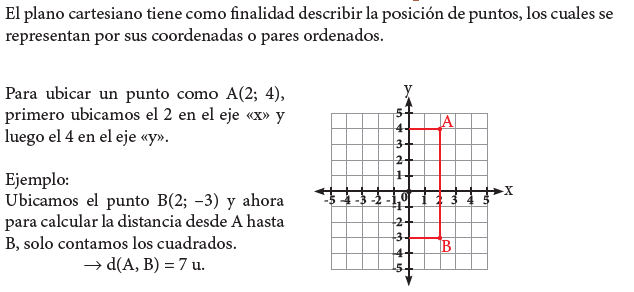 El plano cartesiano tiene como finalidad describir la posición de puntos, los cuales se
representan por sus coordenadas o pares ordenados.
Para ubicar un punto como A(2; 4),
primero ubicamos el 2 en el eje «x» y
luego el 4 en el eje «y».
Ejemplo:
Ubicamos el punto B(2; –3) y ahora
para calcular la distancia desde A hasta
B, solo contamos los cuadrados.
→ d(A, B) = 7 u.
y
5
4
A
3
2
1
x
-5 -4 -3 -2 -1 0 1 2 3 4 5
-1
-2
-3
B
-4
-5